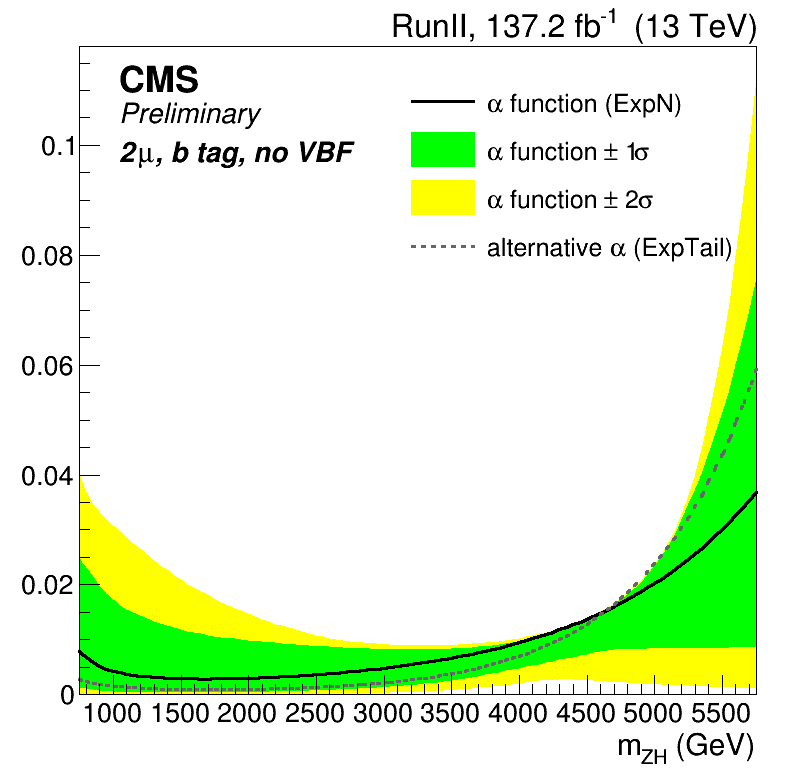 RunII, 137.2 fb⁻¹ (13 TeV)
CMS
Preliminary
2μ, b tag, no VBF
α function (ExpN)
α function ± 1σ
α function ± 2σ
alternative α (ExpTail)
0.1
0.08
0.06
0.04
0.02
0
1000 1500 2000 2500 3000 3500 4000 4500 5000 5500
m_ZH (GeV)